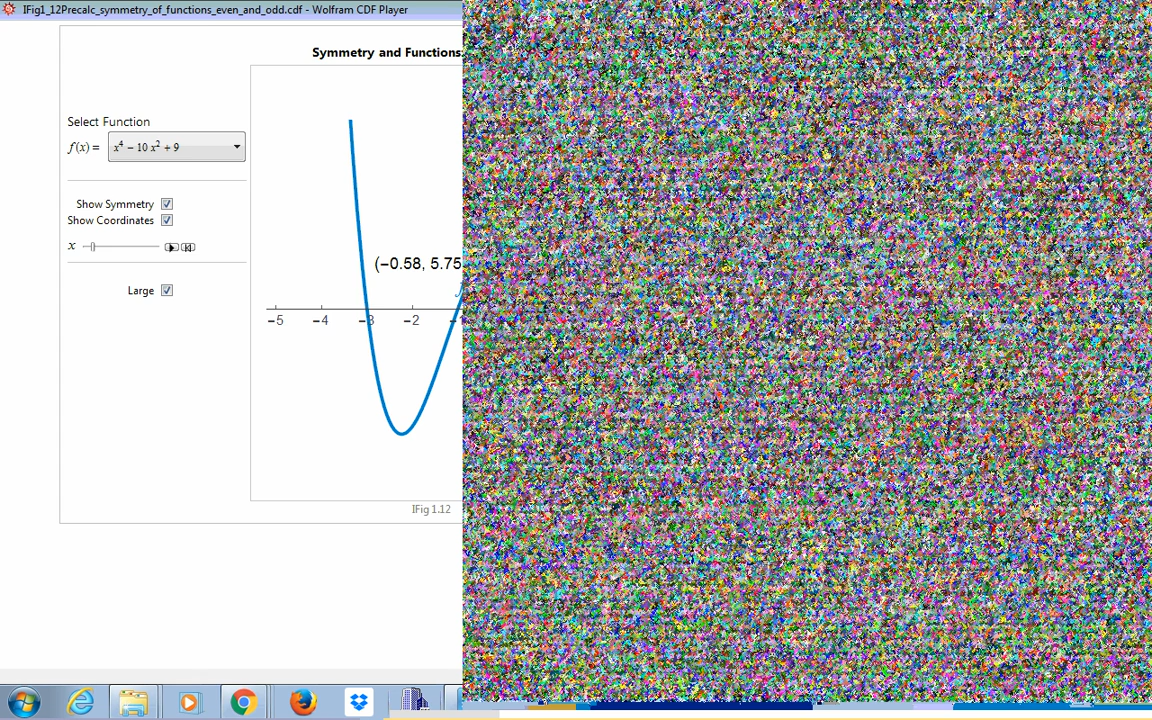 IFig1_12Precalc_symmetry_of_functions_even_and_odd.cdf - Wolfram CDF Player
Symmetry and Functions:
Select Function
f(x) = x⁴ − 10 x² + 9
Show Symmetry
Show Coordinates
x
Large
(−0.58, 5.75
f
−5 −4 −3 −2 −1
IFig 1.12